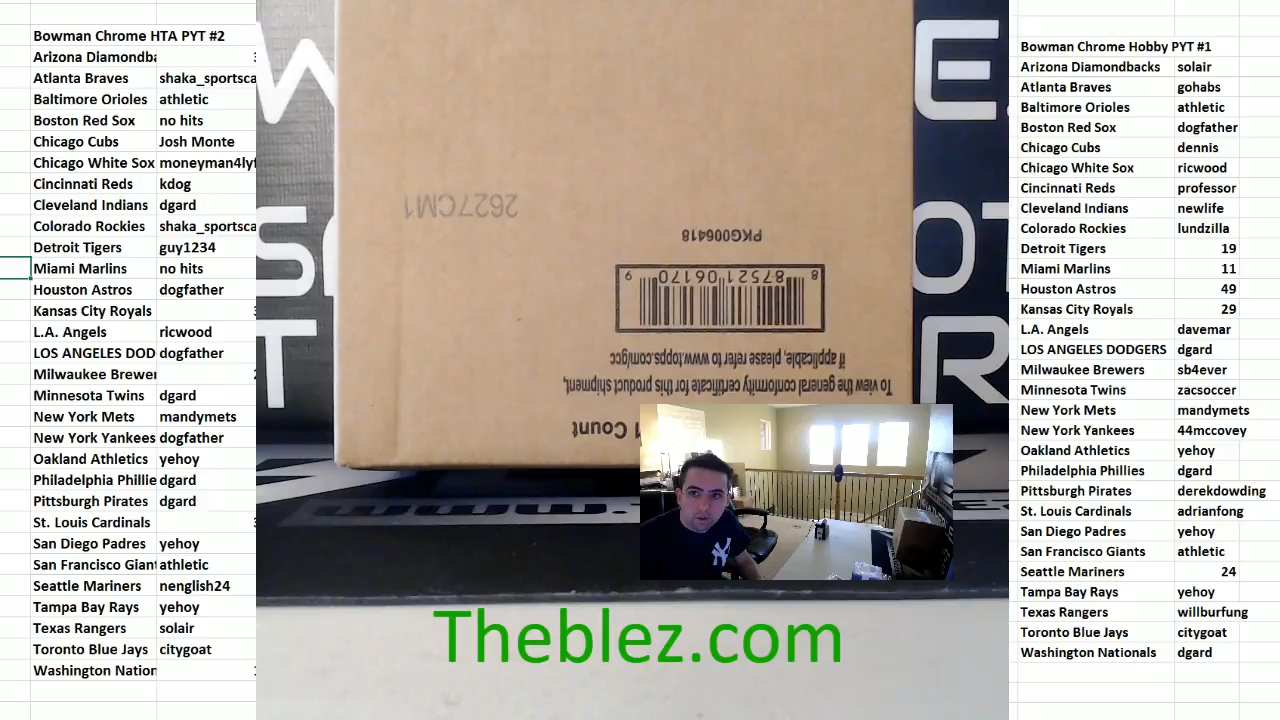 Bowman Chrome HTA PYT #2
Arizona Diamondba
Atlanta Braves shaka_sportsca
Baltimore Orioles athletic
Boston Red Sox no hits
Chicago Cubs Josh Monte
Chicago White Sox moneyman4lyf
Cincinnati Reds kdog
Cleveland Indians dgard
Colorado Rockies shaka_sportsca
Detroit Tigers guy1234
Miami Marlins no hits
Houston Astros dogfather
Kansas City Royals
L.A. Angels ricwood
LOS ANGELES DOD dogfather
Milwaukee Brewer
Minnesota Twins dgard
New York Mets mandymets
New York Yankees dogfather
Oakland Athletics yehoy
Philadelphia Phillie dgard
Pittsburgh Pirates dgard
St. Louis Cardinals
San Diego Padres yehoy
San Francisco Giant athletic
Seattle Mariners nenglish24
Tampa Bay Rays yehoy
Texas Rangers solair
Toronto Blue Jays citygoat
Washington Nation
2627CM1
PKG006418
8 87521 06170 9
if applicable, please refer to www.topps.com/gcc
To view the general conformity certificate for this product shipment,
Count
Theblez.com
Bowman Chrome Hobby PYT #1
Arizona Diamondbacks solair
Atlanta Braves gohabs
Baltimore Orioles athletic
Boston Red Sox dogfather
Chicago Cubs dennis
Chicago White Sox ricwood
Cincinnati Reds professor
Cleveland Indians newlife
Colorado Rockies lundzilla
Detroit Tigers 19
Miami Marlins 11
Houston Astros 49
Kansas City Royals 29
L.A. Angels davemar
LOS ANGELES DODGERS dgard
Milwaukee Brewers sb4ever
Minnesota Twins zacsoccer
New York Mets mandymets
New York Yankees 44mccovey
Oakland Athletics yehoy
Philadelphia Phillies dgard
Pittsburgh Pirates derekdowding
St. Louis Cardinals adrianfong
San Diego Padres yehoy
San Francisco Giants athletic
Seattle Mariners 24
Tampa Bay Rays yehoy
Texas Rangers willburfung
Toronto Blue Jays citygoat
Washington Nationals dgard